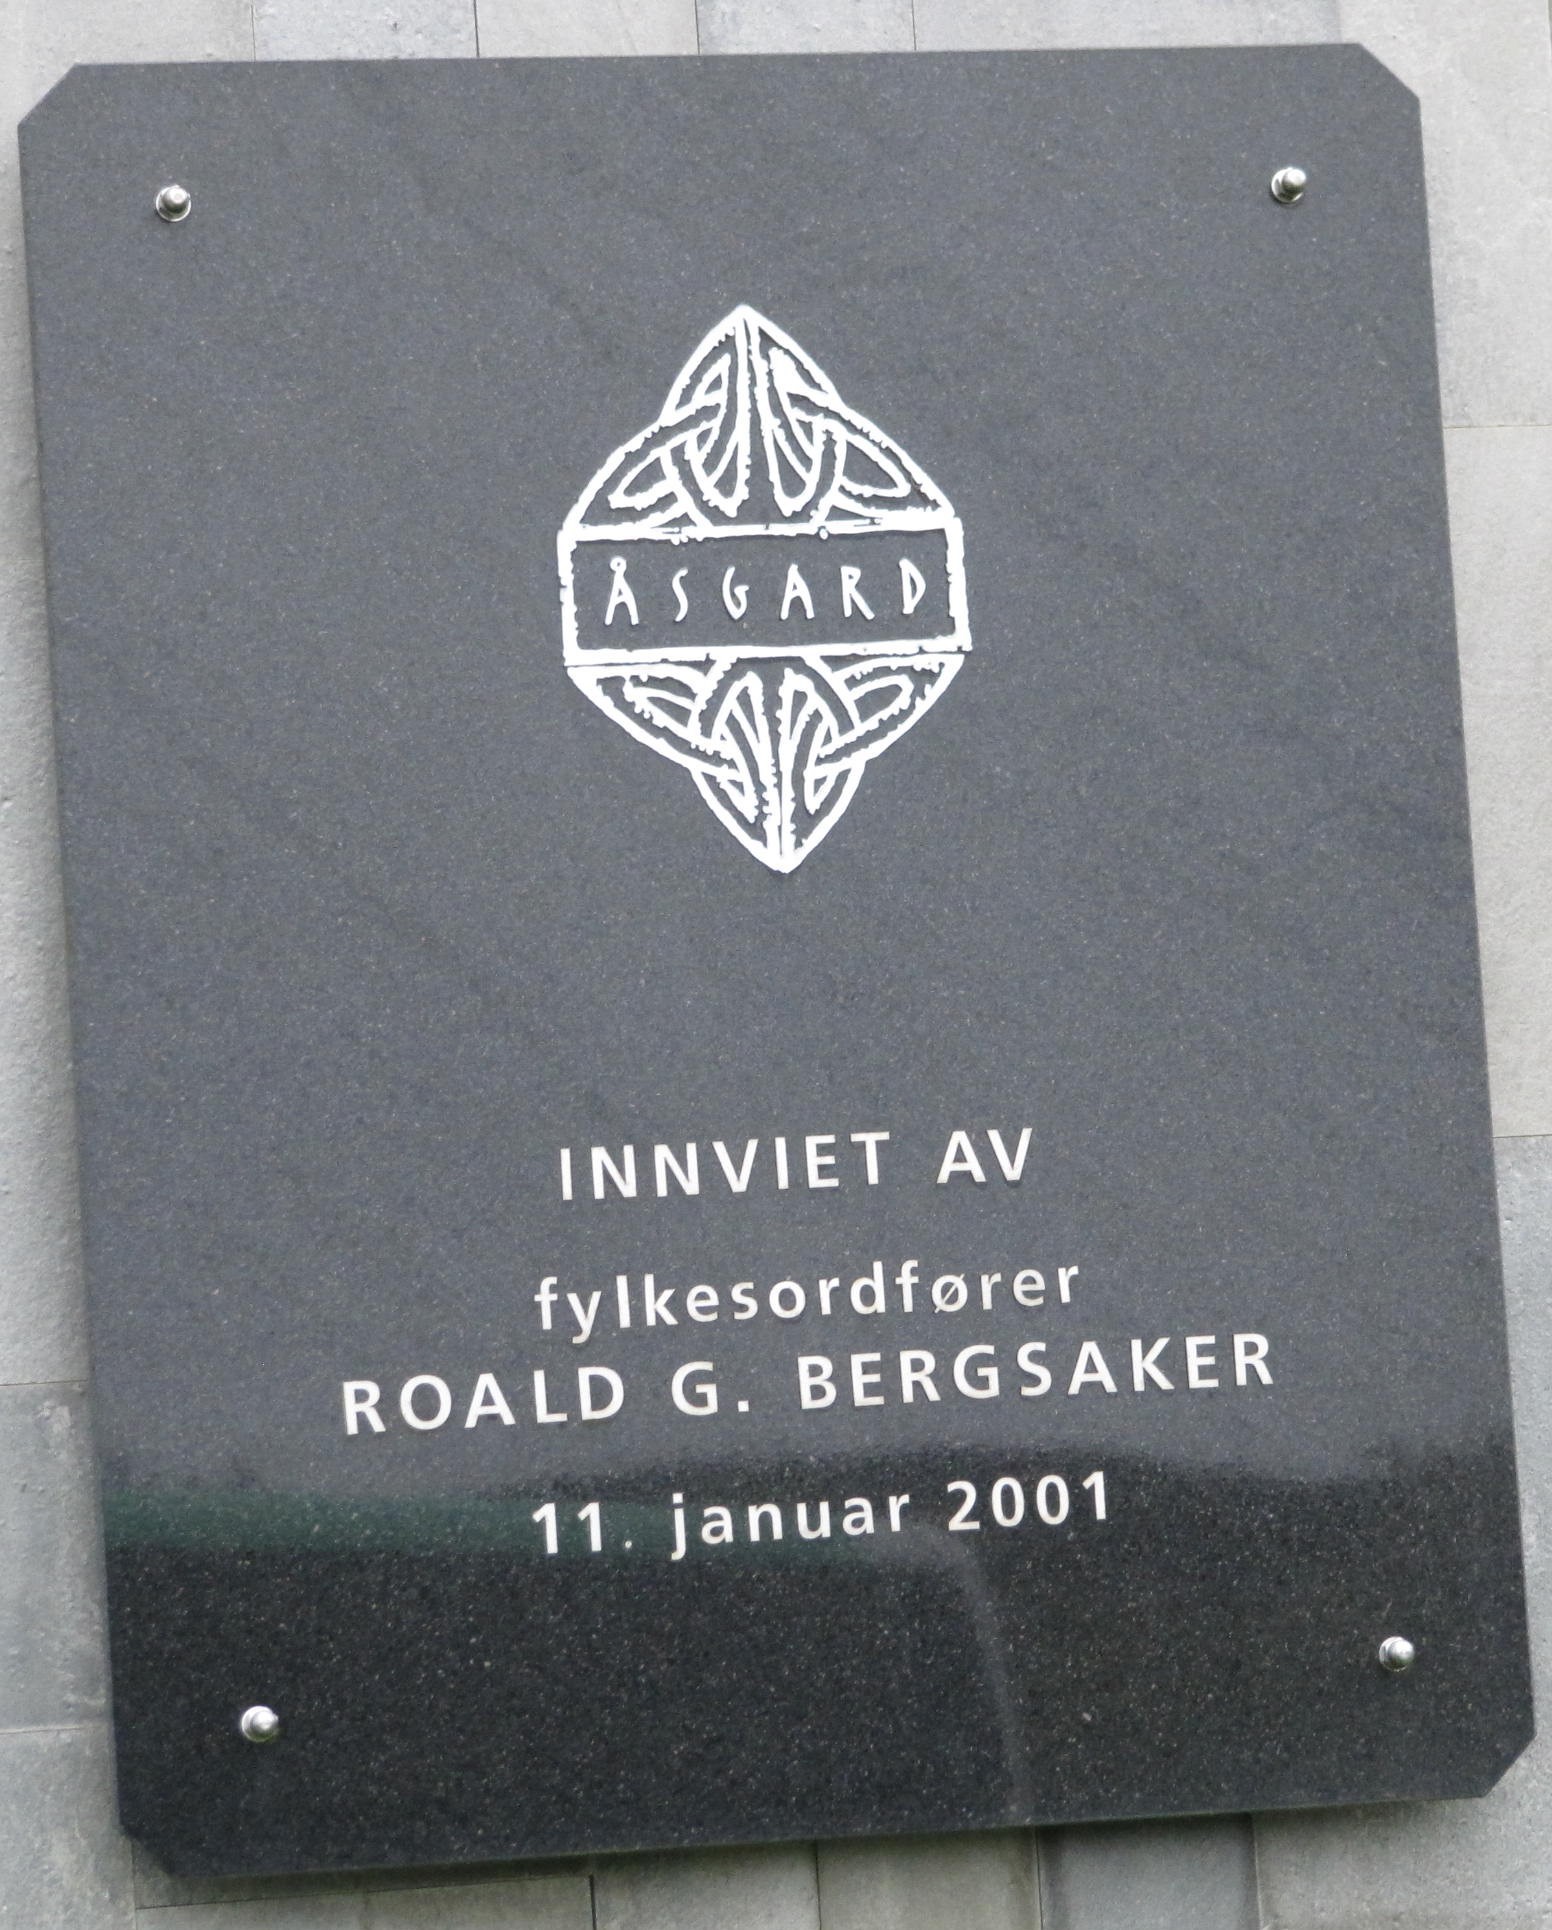 ÅSGARD
INNVIET AV
fylkesordfører
ROALD G. BERGSAKER
11. januar 2001